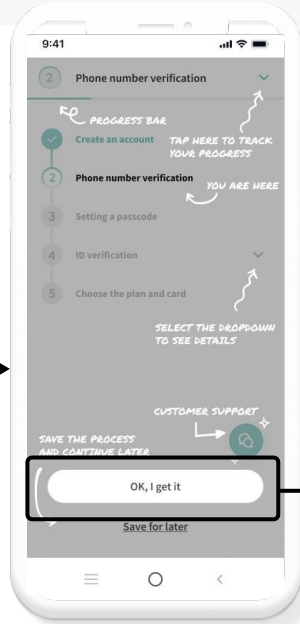 9:41
2 Phone number verification
PROGRESS BAR
Create an account
TAP HERE TO TRACK
YOUR PROGRESS
2 Phone number verification
YOU ARE HERE
3 Setting a passcode
4 ID verification
5 Choose the plan and card
SELECT THE DROPDOWN
TO SEE DETAILS
CUSTOMER SUPPORT
SAVE THE PROCESS
AND CONTINUE LATER
OK, I get it
Save for later